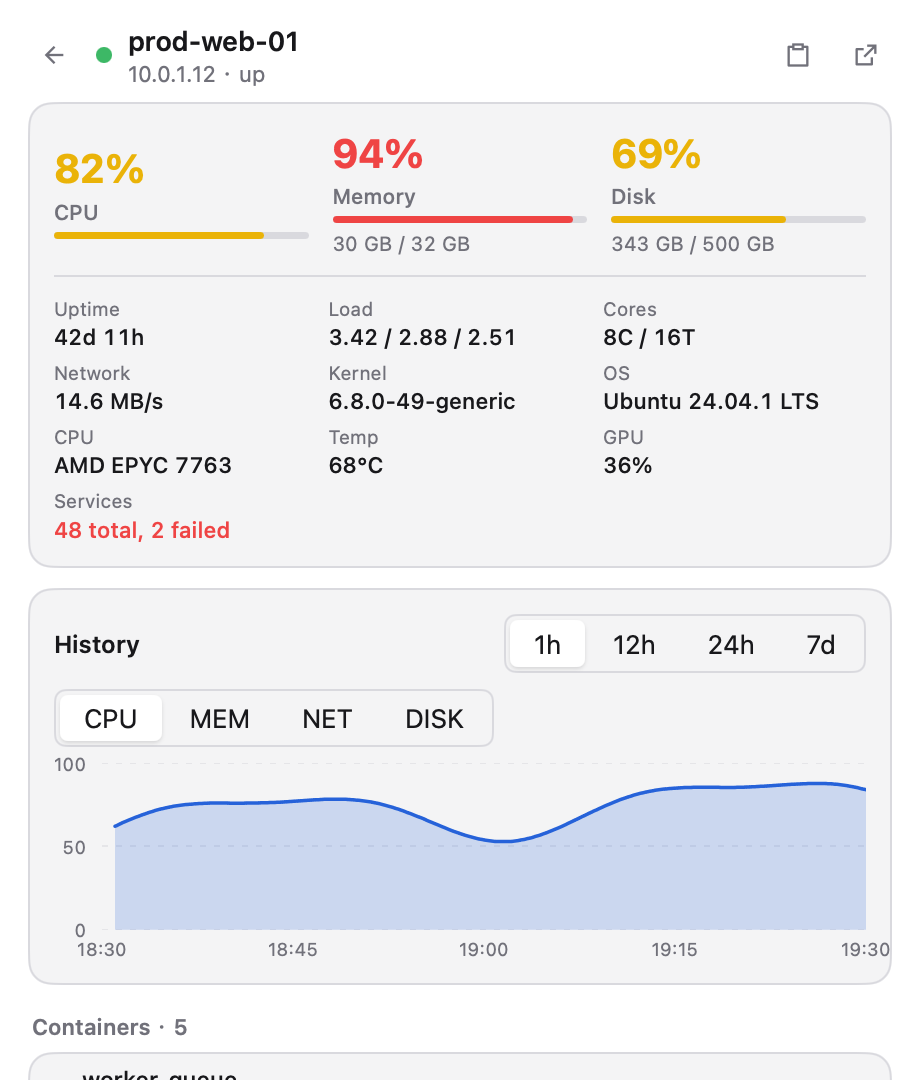 prod-web-01
10.0.1.12 · up
82%
CPU
94%
Memory
30 GB / 32 GB
69%
Disk
343 GB / 500 GB
Uptime
42d 11h
Load
3.42 / 2.88 / 2.51
Cores
8C / 16T
Network
14.6 MB/s
Kernel
6.8.0-49-generic
OS
Ubuntu 24.04.1 LTS
CPU
AMD EPYC 7763
Temp
68°C
GPU
36%
Services
48 total, 2 failed
History
1h 12h 24h 7d
CPU MEM NET DISK
100
50
0
18:30 18:45 19:00 19:15 19:30
Containers · 5
worker_queue